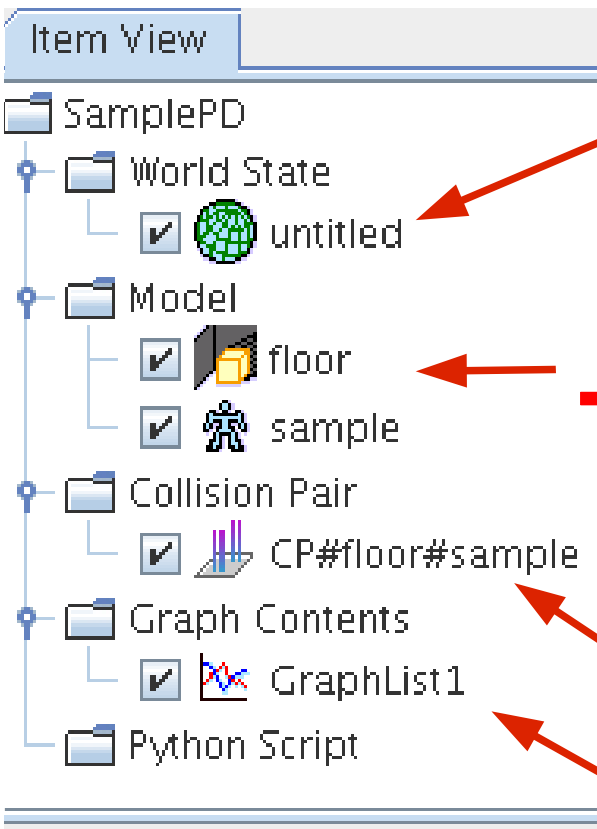 Item View
SamplePD
World State
untitled
Model
floor
sample
Collision Pair
CP#floor#sample
Graph Contents
GraphList1
Python Script